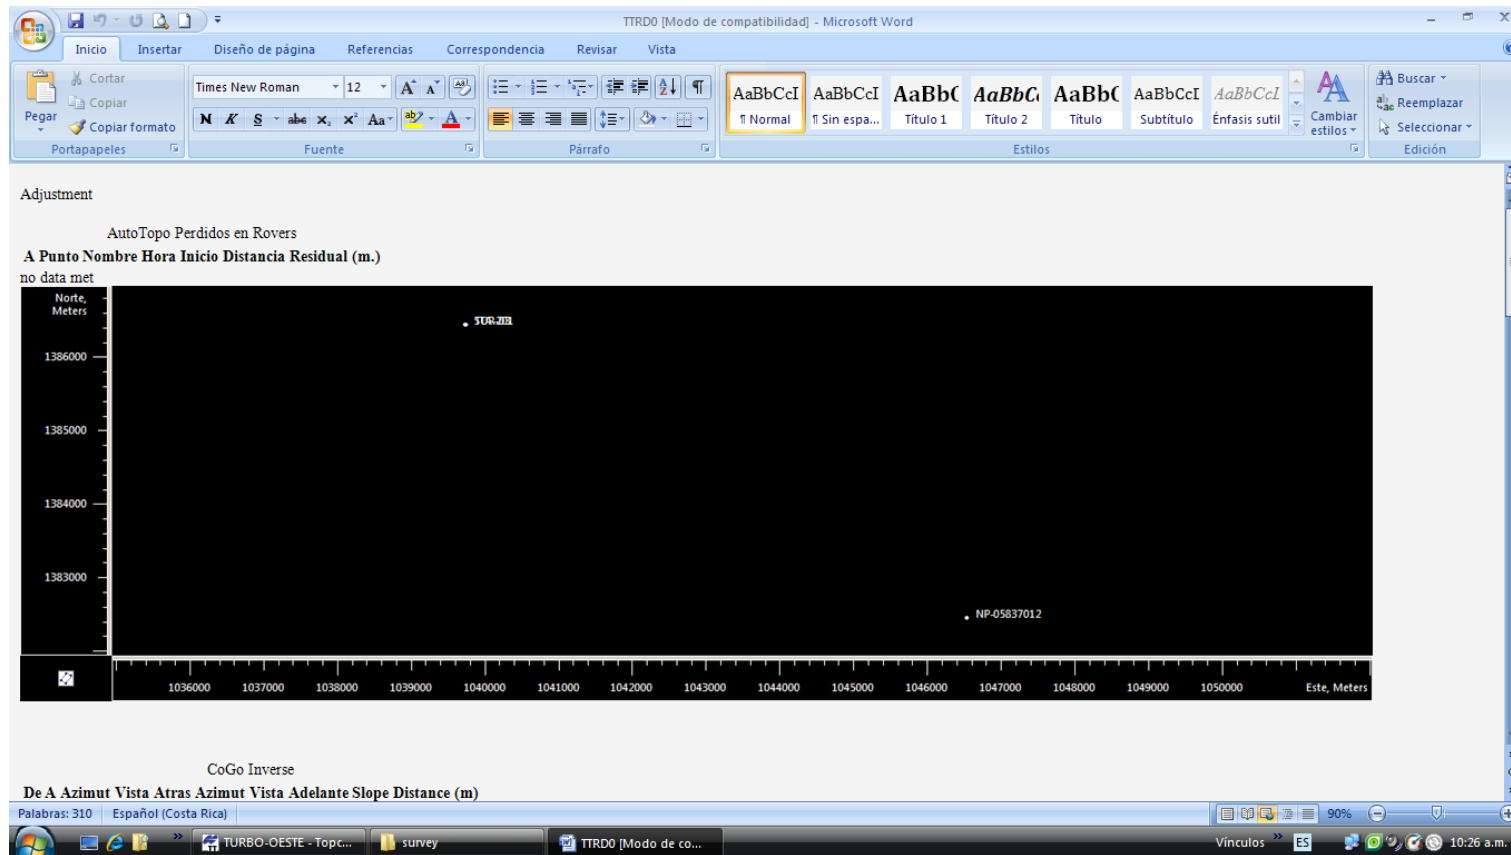 TTRD0 [Modo de compatibilidad] - Microsoft Word
Inicio Insertar Diseño de página Referencias Correspondencia Revisar Vista
Pegar
Cortar
Copiar
Copiar formato
Portapapeles
Times New Roman 12
N K S abe x₂ x² Aa
Fuente
Párrafo
AaBbCcI AaBbCcI AaBbC AaBbC AaBbC AaBbCcI AaBbCcL
¶ Normal ¶ Sin espa... Título 1 Título 2 Título Subtítulo Énfasis sutil
Cambiar
estilos
Estilos
Buscar
Reemplazar
Seleccionar
Edición
Adjustment
AutoTopo Perdidos en Rovers
A Punto Nombre Hora Inicio Distancia Residual (m.)
no data met
Norte,
Meters
1386000
1385000
1384000
1383000
NP-05837012
1036000 1037000 1038000 1039000 1040000 1041000 1042000 1043000 1044000 1045000 1046000 1047000 1048000 1049000 1050000 Este, Meters
CoGo Inverse
De A Azimut Vista Atras Azimut Vista Adelante Slope Distance (m)
Palabras: 310 Español (Costa Rica) 90%
TURBO-OESTE - Topc... survey TTRD0 [Modo de co... Vínculos ES 10:26 a.m.